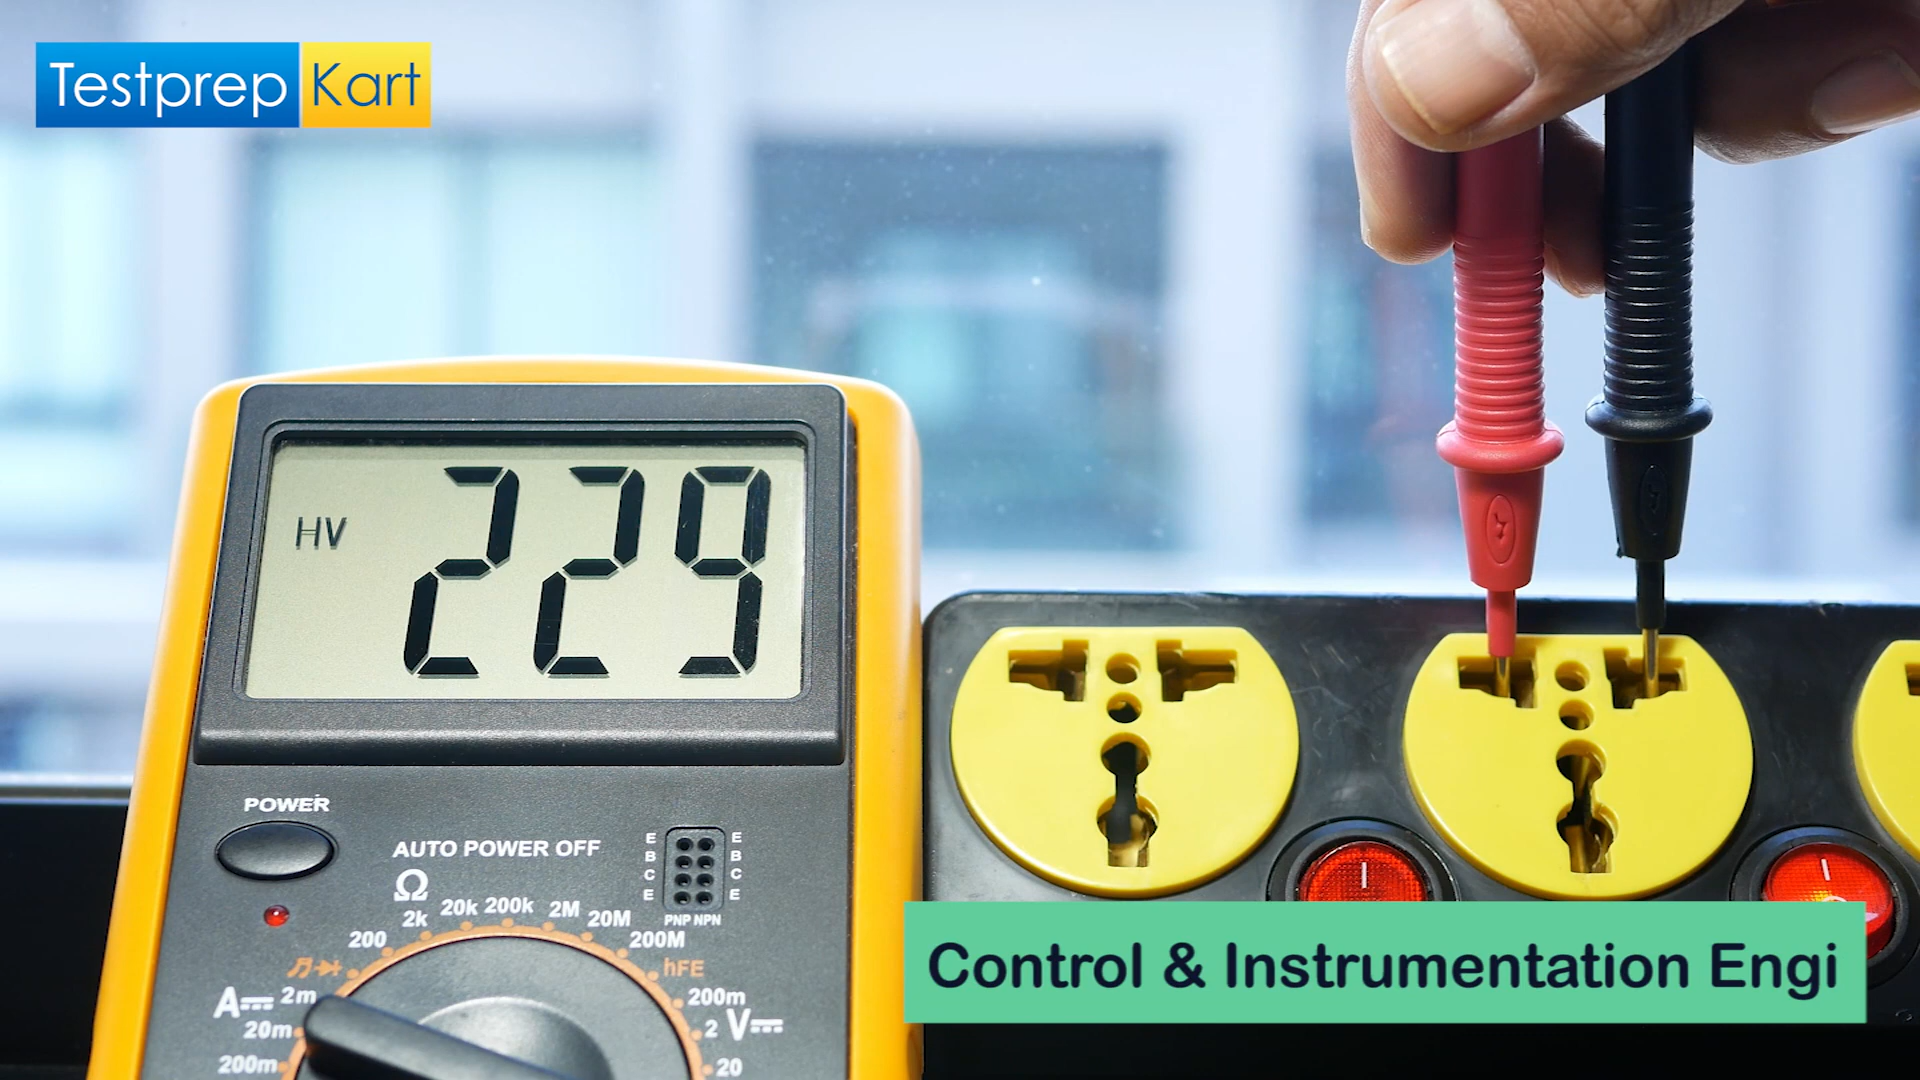 Testprep Kart
HV
229
POWER
AUTO POWER OFF
E E
B B
C C
E E
PNP NPN
Ω
200
2k
20k
200k
2M
20M
200M
hFE
A
2m
20m
200m
200m
V
2
20
Control & Instrumentation Engi